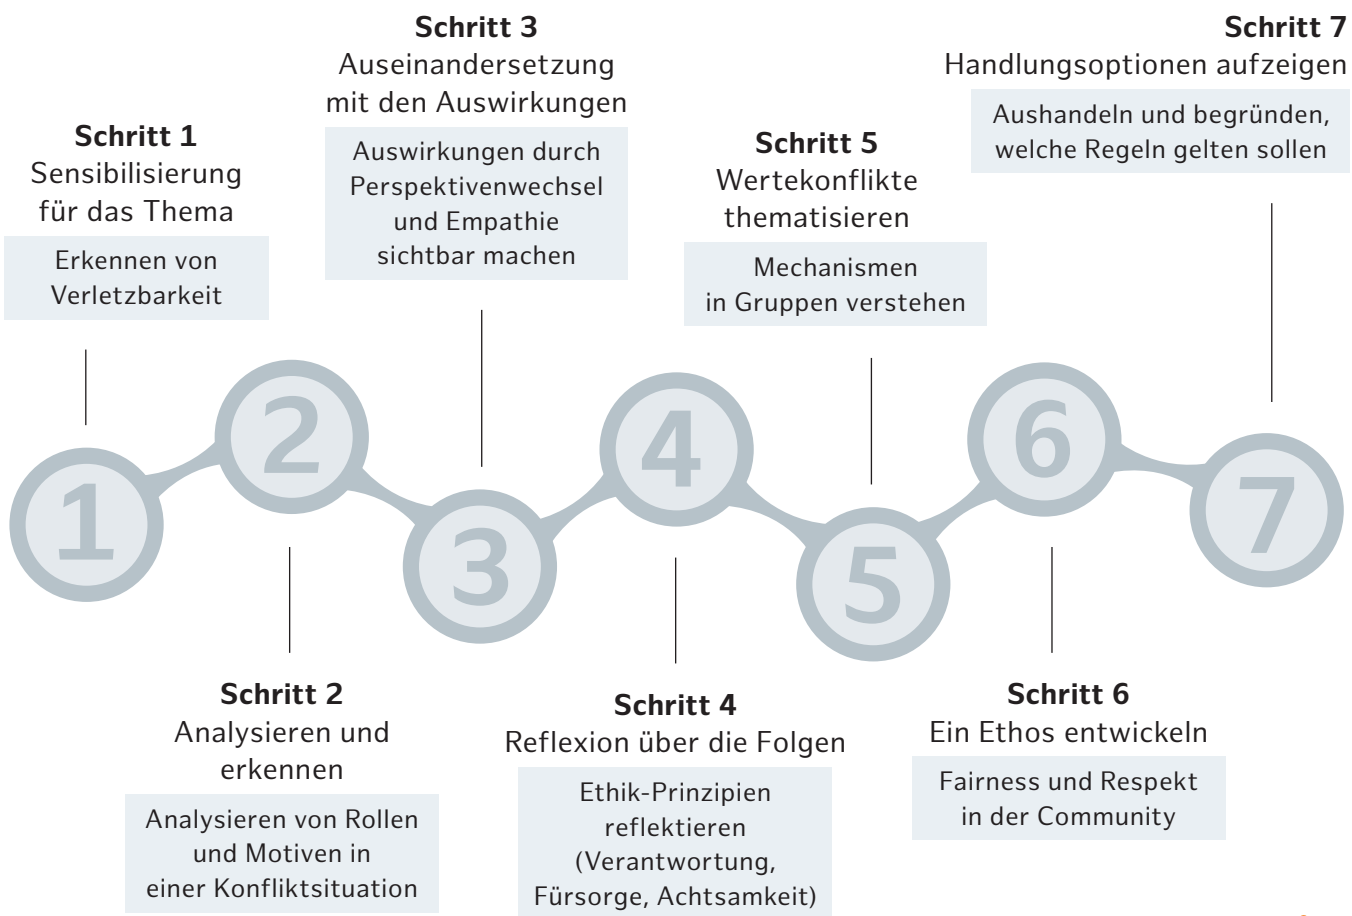 Schritt 1
Sensibilisierung
für das Thema
Erkennen von
Verletzbarkeit
Schritt 2
Analysieren und
erkennen
Analysieren von Rollen
und Motiven in
einer Konfliktsituation
Schritt 3
Auseinandersetzung
mit den Auswirkungen
Auswirkungen durch
Perspektivenwechsel
und Empathie
sichtbar machen
Schritt 4
Reflexion über die Folgen
Ethik-Prinzipien
reflektieren
(Verantwortung,
Fürsorge, Achtsamkeit)
Schritt 5
Wertekonflikte
thematisieren
Mechanismen
in Gruppen verstehen
Schritt 6
Ein Ethos entwickeln
Fairness und Respekt
in der Community
Schritt 7
Handlungsoptionen aufzeigen
Aushandeln und begründen,
welche Regeln gelten sollen
1
2
3
4
5
6
7